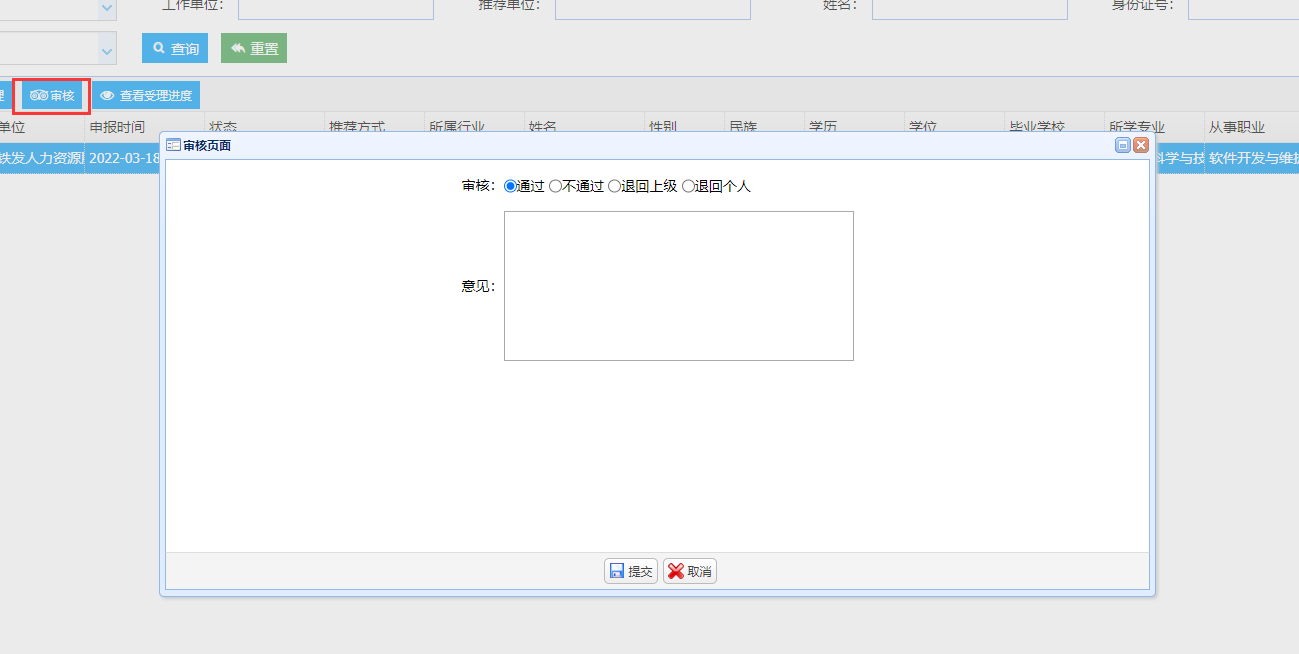 工作单位： 推荐单位： 姓名： 身份证号：
查询 重置
理 审核 查看受理进度
单位 申报时间 状态 推荐方式 所属行业 姓名 性别 民族 学历 学位 毕业学校 所学专业 从事职业
铁发人力资源 2022-03-18 科学与技 软件开发与维护
审核页面
审核： 通过 不通过 退回上级 退回个人
意见：
提交 取消